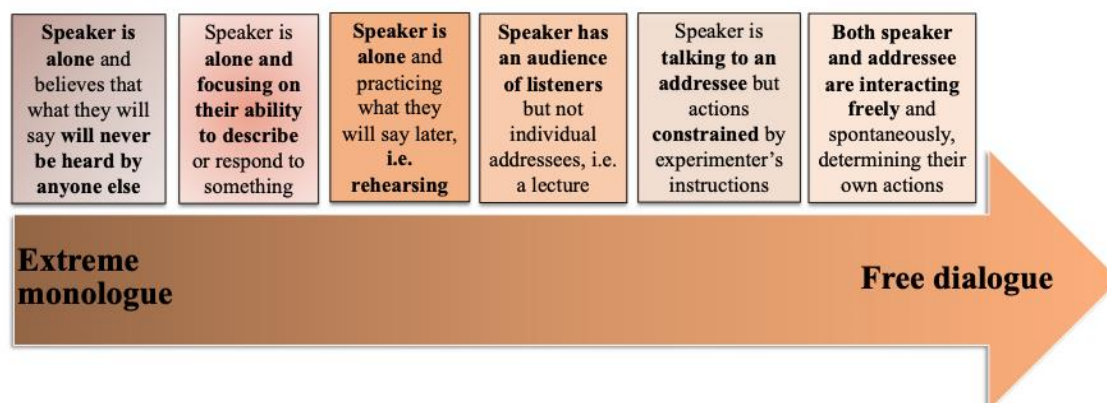 Speaker is
alone and
believes that
what they will
say will never
be heard by
anyone else
Speaker is
alone and
focusing on
their ability
to describe
or respond to
something
Speaker is
alone and
practicing
what they
will say later,
i.e.
rehearsing
Speaker has
an audience
of listeners
but not
individual
addressees, i.e.
a lecture
Speaker is
talking to an
addressee but
actions
constrained by
experimenter's
instructions
Both speaker
and addressee
are interacting
freely and
spontaneously,
determining their
own actions
Extreme
monologue
Free dialogue